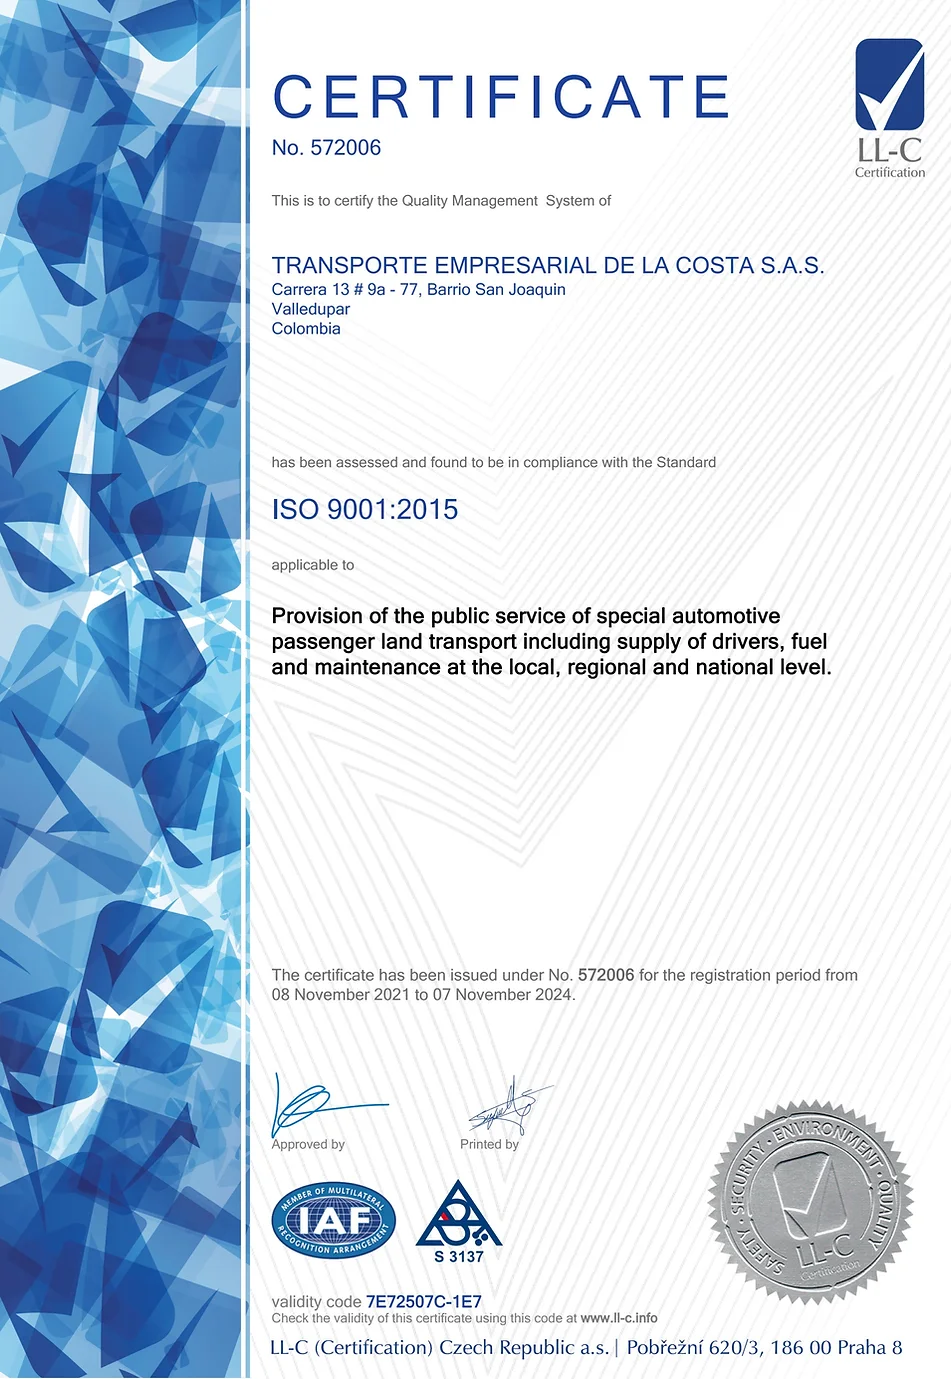 CERTIFICATE
No. 572006
LL-C
Certification
This is to certify the Quality Management System of
TRANSPORTE EMPRESARIAL DE LA COSTA S.A.S.
Carrera 13 # 9a - 77, Barrio San Joaquin
Valledupar
Colombia
has been assessed and found to be in compliance with the Standard
ISO 9001:2015
applicable to
Provision of the public service of special automotive
passenger land transport including supply of drivers, fuel
and maintenance at the local, regional and national level.
The certificate has been issued under No. 572006 for the registration period from
08 November 2021 to 07 November 2024.
Approved by
Printed by
MEMBER OF MULTILATERAL
IAF
RECOGNITION ARRANGEMENT
S 3137
SAFETY · SECURITY · ENVIRONMENT · QUALITY
LL-C
Certification
validity code 7E72507C-1E7
Check the validity of this certificate using this code at www.ll-c.info
LL-C (Certification) Czech Republic a.s. | Pobřežní 620/3, 186 00 Praha 8